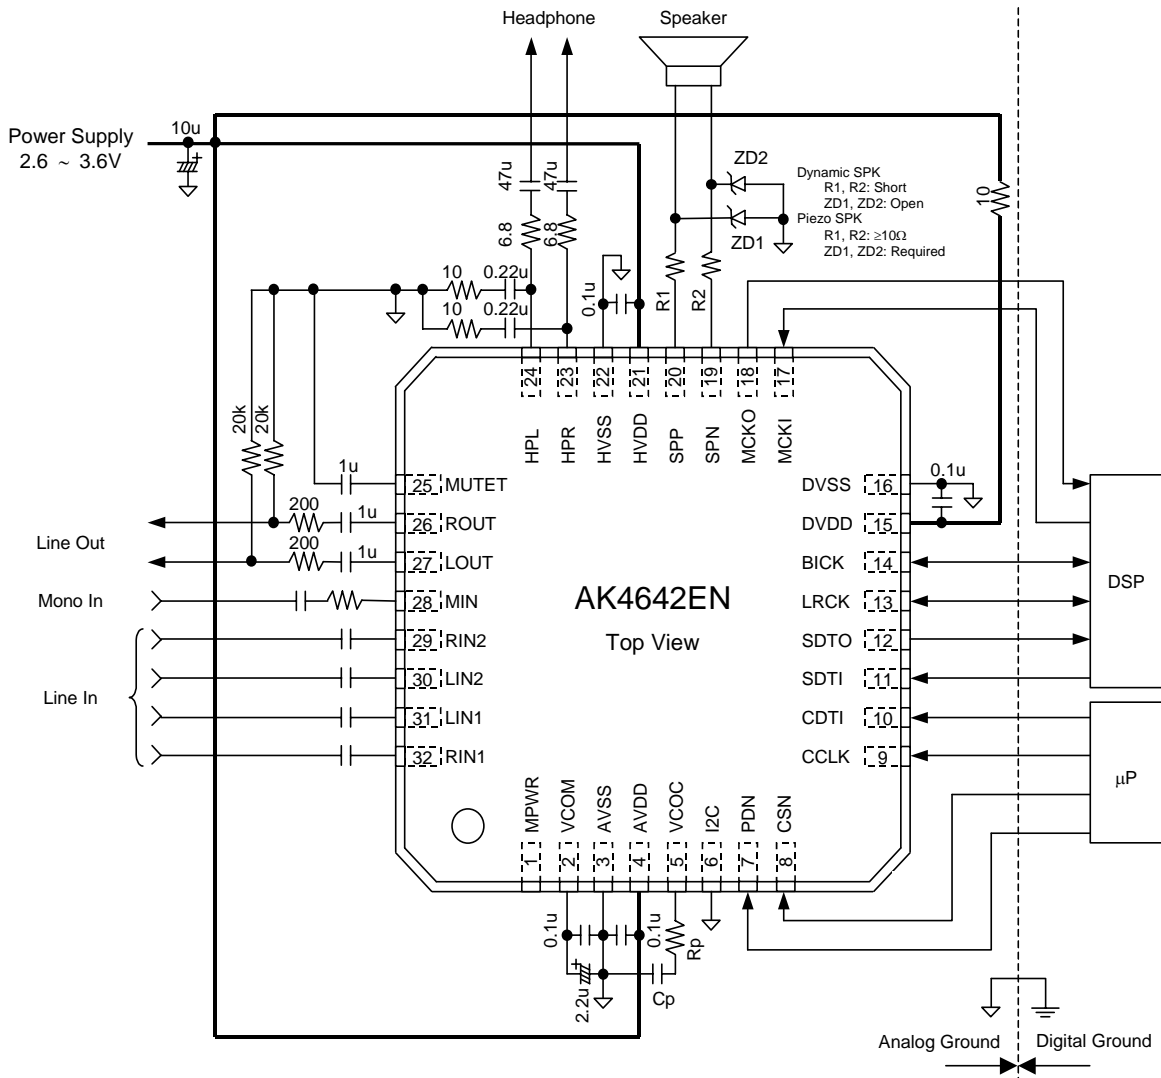 Headphone
Speaker
Power Supply
2.6 ~ 3.6V
10u
+
47u
47u
6.8
6.8
ZD2
ZD1
Dynamic SPK
R1, R2: Short
ZD1, ZD2: Open
Piezo SPK
R1, R2: ≥10Ω
ZD1, ZD2: Required
10
10
0.22u
10
0.22u
0.1u
R1
R2
20k
20k
24
23
22
21
20
19
18
17
HPL
HPR
HVSS
HVDD
SPP
SPN
MCKO
MCKI
1u
25
MUTET
Line Out
200
1u
26
ROUT
200
1u
27
LOUT
Mono In
28
MIN
Line In
29
RIN2
30
LIN2
31
LIN1
32
RIN1
AK4642EN
Top View
DVSS
16
0.1u
DVDD
15
BICK
14
LRCK
13
SDTO
12
SDTI
11
CDTI
10
CCLK
9
DSP
µP
MPWR
VCOM
AVSS
AVDD
VCOC
I2C
PDN
CSN
1
2
3
4
5
6
7
8
0.1u
0.1u
Rp
+
2.2u
Cp
Analog Ground
Digital Ground